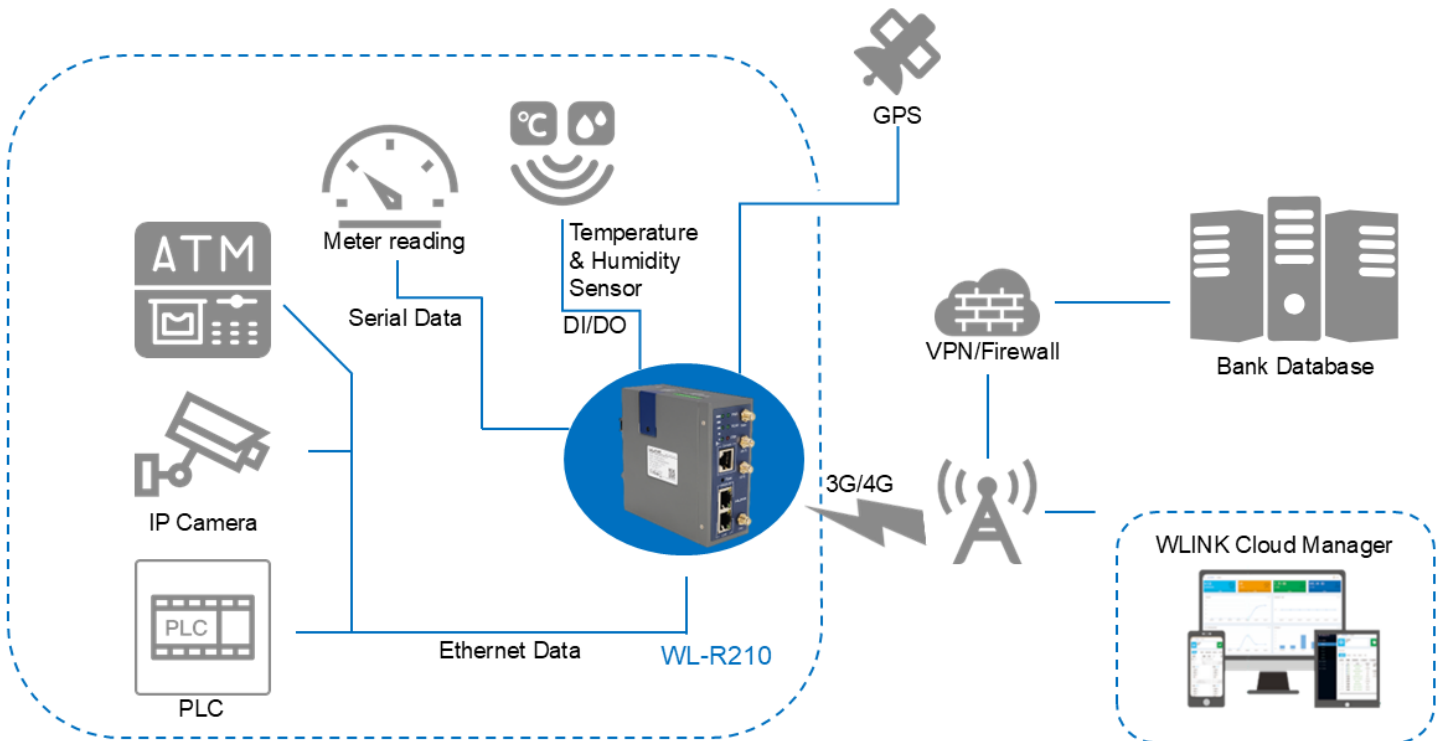 GPS
°C
Meter reading
Temperature
& Humidity
Sensor
ATM
Serial Data
DI/DO
VPN/Firewall
Bank Database
3G/4G
IP Camera
WLINK Cloud Manager
PLC
Ethernet Data
WL-R210
PLC